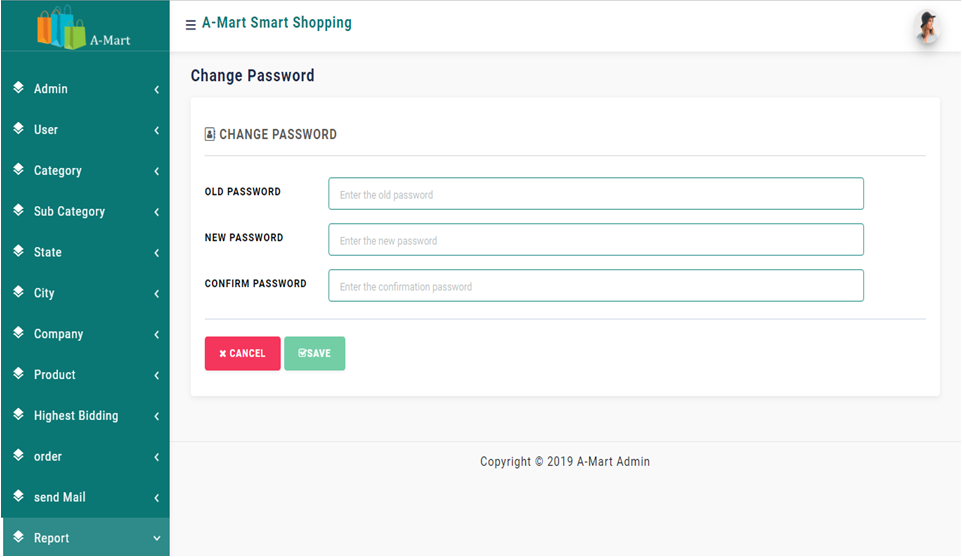 A-Mart
A-Mart Smart Shopping
Admin
User
Category
Sub Category
State
City
Company
Product
Highest Bidding
order
send Mail
Report
Change Password
CHANGE PASSWORD
OLD PASSWORD Enter the old password
NEW PASSWORD Enter the new password
CONFIRM PASSWORD Enter the confirmation password
CANCEL SAVE
Copyright © 2019 A-Mart Admin